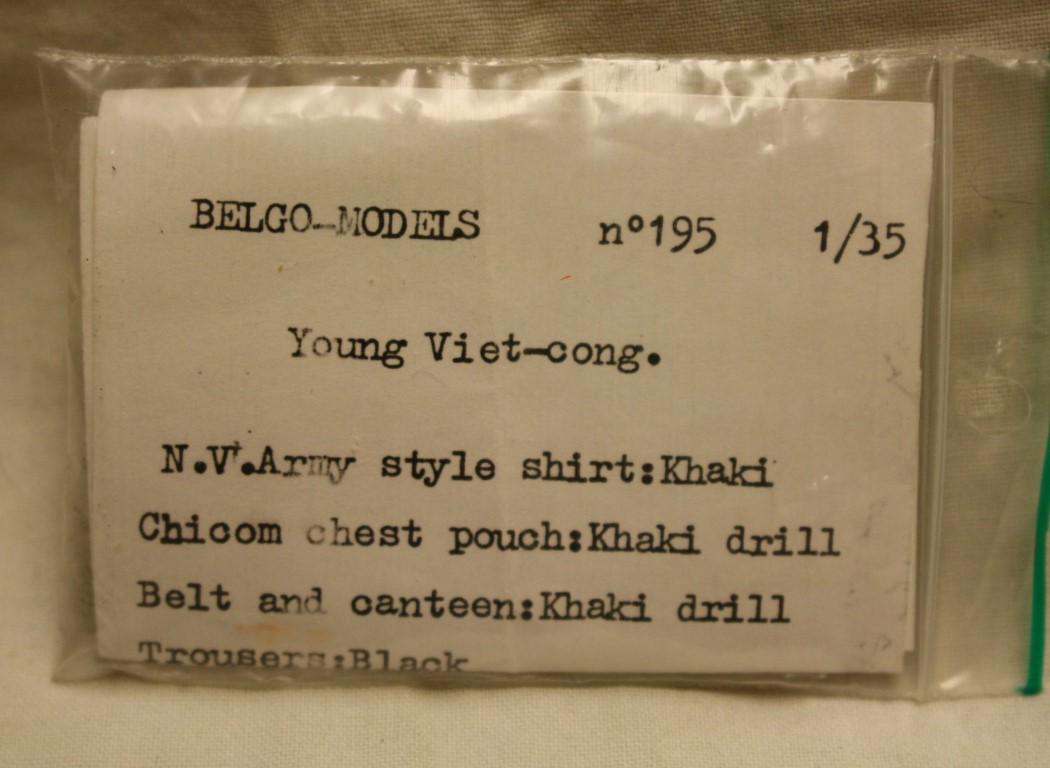 BELGO-MODELS n°195 1/35
Young Viet-cong.
N.V.Army style shirt:Khaki
Chicom chest pouch:Khaki drill
Belt and canteen:Khaki drill
Trousers:Black